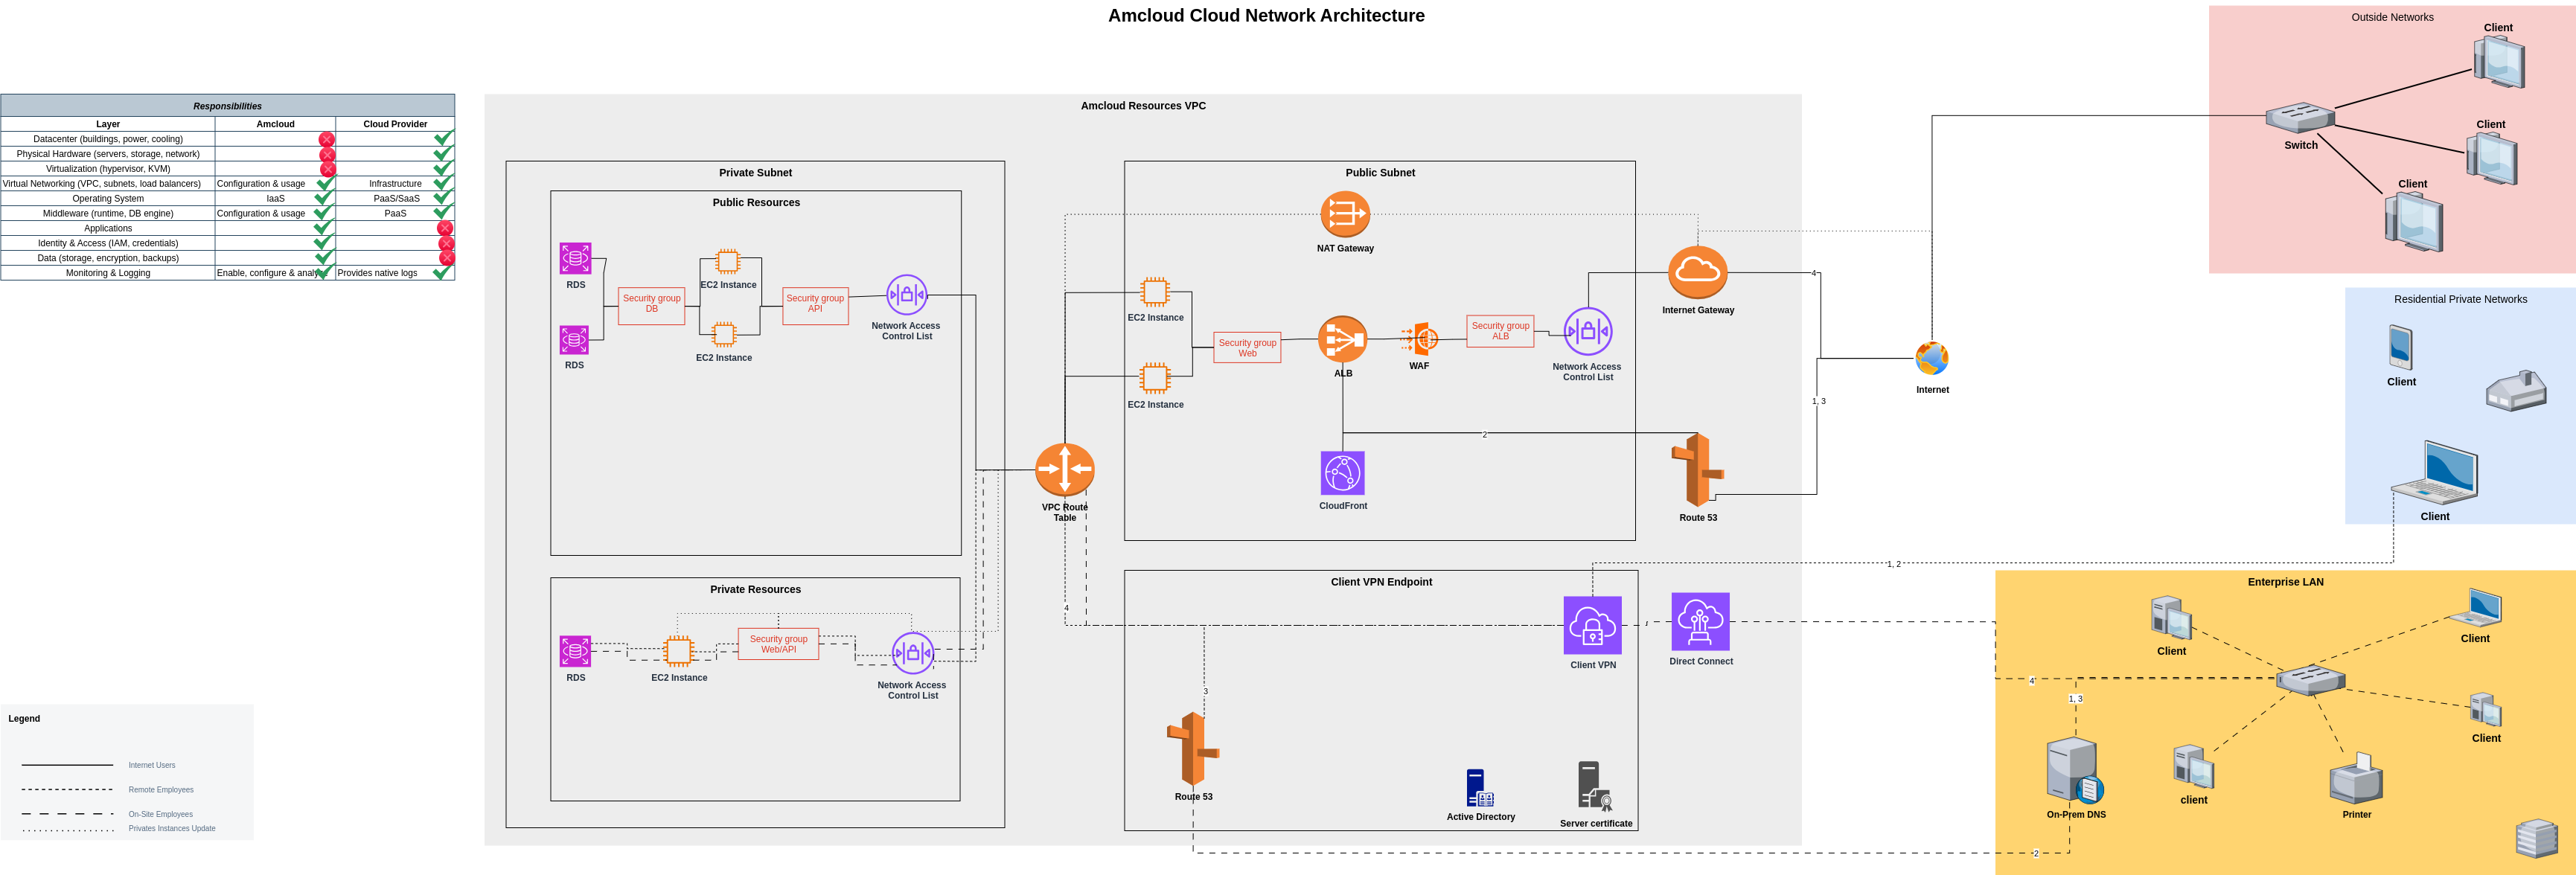 Amcloud Cloud Network Architecture
Responsibilities
Layer Amcloud Cloud Provider
Datacenter (buildings, power, cooling)
Physical Hardware (servers, storage, network)
Virtualization (hypervisor, KVM)
Virtual Networking (VPC, subnets, load balancers) Configuration & usage Infrastructure
Operating System IaaS PaaS/SaaS
Middleware (runtime, DB engine) Configuration & usage PaaS
Applications
Identity & Access (IAM, credentials)
Data (storage, encryption, backups)
Monitoring & Logging Enable, configure & Provides native logs
Legend
Internet Users
Remote Employees
On-Site Employees
Privates Instances Update
Amcloud Resources VPC
Private Subnet
Public Resources
RDS
RDS
Security group
DB
EC2 Instance
EC2 Instance
Security group
API
Network Access
Control List
Private Resources
RDS
EC2 Instance
Security group
Web/API
Network Access
Control List
VPC Route
Table
4
Public Subnet
NAT Gateway
EC2 Instance
EC2 Instance
Security group
Web
ALB
WAF
Security group
ALB
Network Access
Control List
CloudFront
2
Internet Gateway
4
1, 3
Route 53
Internet
Client VPN Endpoint
1, 2
Client VPN
Direct Connect
3
Route 53
Active Directory
Server certificate
2
Outside Networks
Client
Client
Client
Switch
Residential Private Networks
Client
Client
Enterprise LAN
Client
Client
Client
client
Printer
4
1, 3
On-Prem DNS